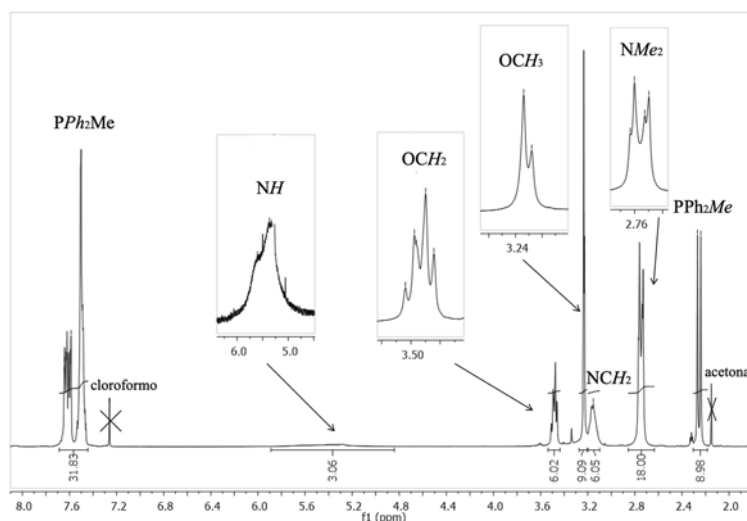 OCH₃
NMe₂
PPh₂Me
NH
OCH₂
PPh₂Me
NCH₂
cloroformo
acetona
6.0 5.0
3.50
3.24
2.76
31.83
3.06
6.02
9.09
6.05
18.00
8.98
8.0 7.6 7.2 6.8 6.4 6.0 5.6 5.2 4.8 4.4 4.0 3.6 3.2 2.8 2.4 2.0
f1 (ppm)